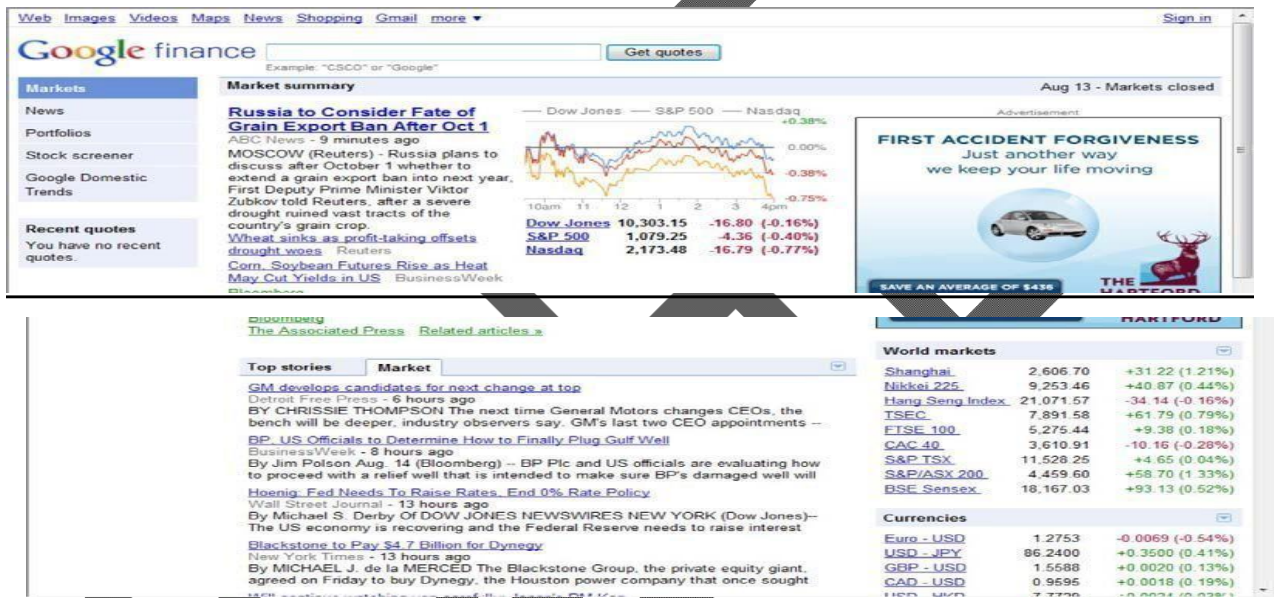 Web Images Videos Maps News Shopping Gmail more ▼ Sign in
Google finance Get quotes
Example: "CSCO" or "Google"
Markets
News
Portfolios
Stock screener
Google Domestic
Trends
Recent quotes
You have no recent
quotes.
Market summary Aug 13 - Markets closed
Russia to Consider Fate of
Grain Export Ban After Oct 1
ABC News - 9 minutes ago
MOSCOW (Reuters) - Russia plans to
discuss after October 1 whether to
extend a grain export ban into next year,
First Deputy Prime Minister Viktor
Zubkov told Reuters, after a severe
drought ruined vast tracts of the
country's grain crop.
Wheat sinks as profit-taking offsets
drought woes Reuters
Corn, Soybean Futures Rise as Heat
May Cut Yields in US BusinessWeek
Dow Jones S&P 500 Nasdaq
+0.38%
0.00%
-0.38%
-0.75%
10am 11 12 1 2 3 4pm
Dow Jones 10,303.15 -16.80 (-0.16%)
S&P 500 1,079.25 -4.36 (-0.40%)
Nasdaq 2,173.48 -16.79 (-0.77%)
Advertisement
FIRST ACCIDENT FORGIVENESS
Just another way
we keep your life moving
SAVE AN AVERAGE OF $436
THE
HARTFORD
Bloomberg
The Associated Press Related articles »
Top stories Market
GM develops candidates for next change at top
Detroit Free Press - 6 hours ago
BY CHRISSIE THOMPSON The next time General Motors changes CEOs, the
bench will be deeper, industry observers say. GM's last two CEO appointments --
BP, US Officials to Determine How to Finally Plug Gulf Well
BusinessWeek - 8 hours ago
By Jim Polson Aug. 14 (Bloomberg) -- BP Plc and US officials are evaluating how
to proceed with a relief well that is intended to make sure BP's damaged well will
Hoenig: Fed Needs To Raise Rates, End 0% Rate Policy
Wall Street Journal - 13 hours ago
By Michael S. Derby Of DOW JONES NEWSWIRES NEW YORK (Dow Jones)--
The US economy is recovering and the Federal Reserve needs to raise interest
Blackstone to Pay $4.7 Billion for Dynegy
New York Times - 13 hours ago
By MICHAEL J. de la MERCED The Blackstone Group, the private equity giant,
agreed on Friday to buy Dynegy, the Houston power company that once sought
HARTFORD
World markets
Shanghai 2,606.70 +31.22 (1.21%)
Nikkei 225 9,253.46 +40.87 (0.44%)
Hang Seng Index 21,071.57 -34.14 (-0.16%)
TSEC 7,891.58 +61.79 (0.79%)
FTSE 100 5,275.44 +9.38 (0.18%)
CAC 40 3,610.91 -10.16 (-0.28%)
S&P TSX 11,528.25 +4.65 (0.04%)
S&P/ASX 200 4,459.60 +58.70 (1.33%)
BSE Sensex 18,167.03 +93.13 (0.52%)
Currencies
Euro - USD 1.2753 -0.0069 (-0.54%)
USD - JPY 86.2400 +0.3500 (0.41%)
GBP - USD 1.5588 +0.0020 (0.13%)
CAD - USD 0.9595 +0.0018 (0.19%)